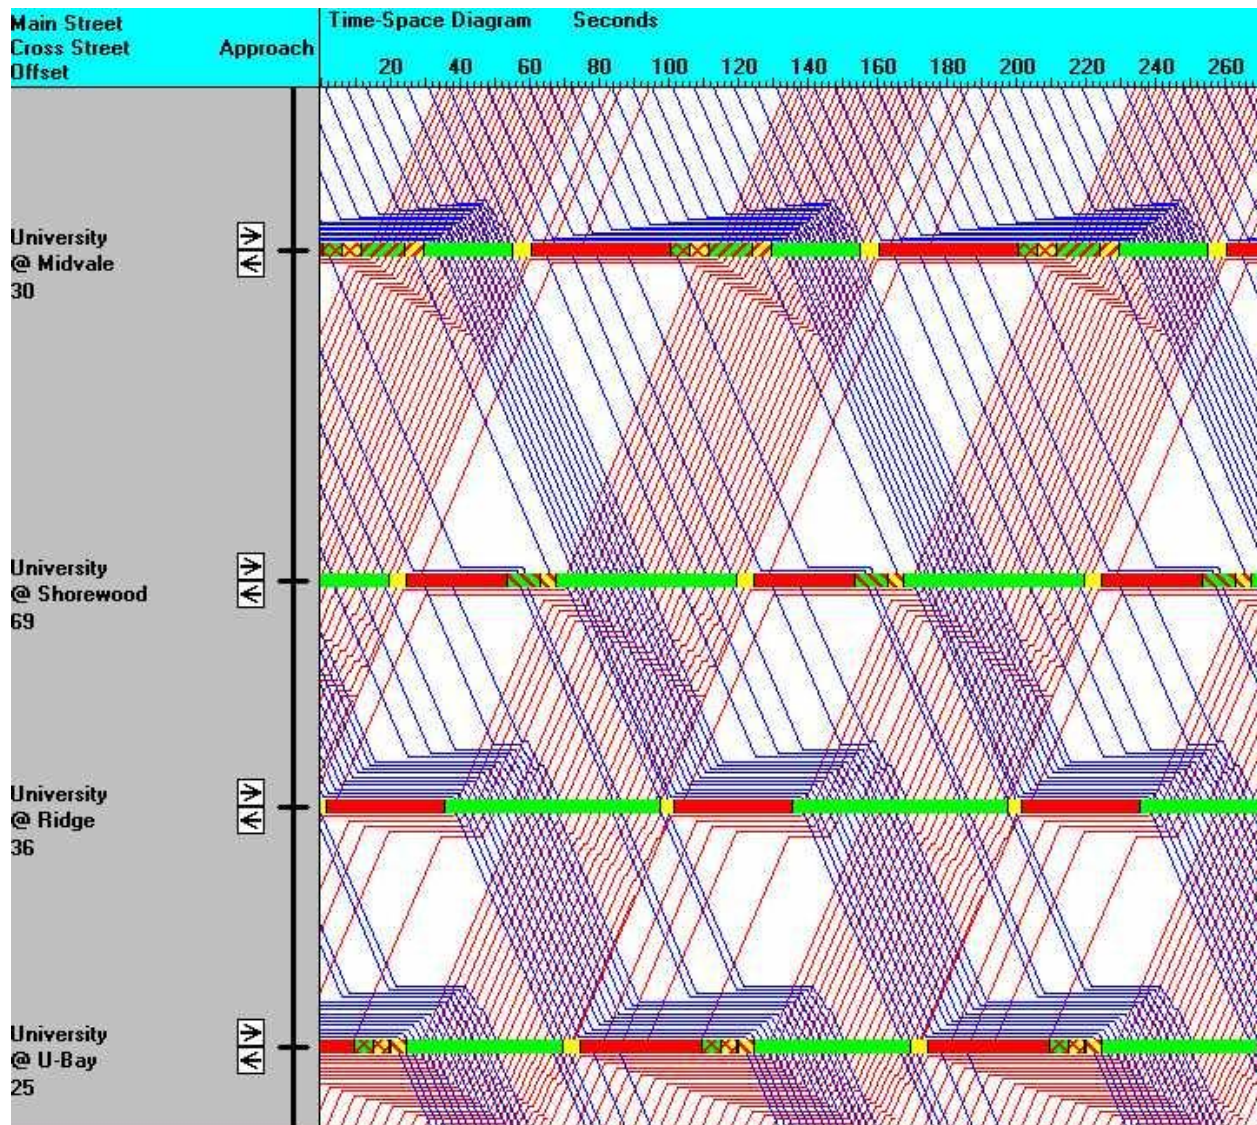 Main Street
Cross Street
Offset
Approach
Time-Space Diagram Seconds
20 40 60 80 100 120 140 160 180 200 220 240 260
University
@ Midvale
30
University
@ Shorewood
69
University
@ Ridge
36
University
@ U-Bay
25